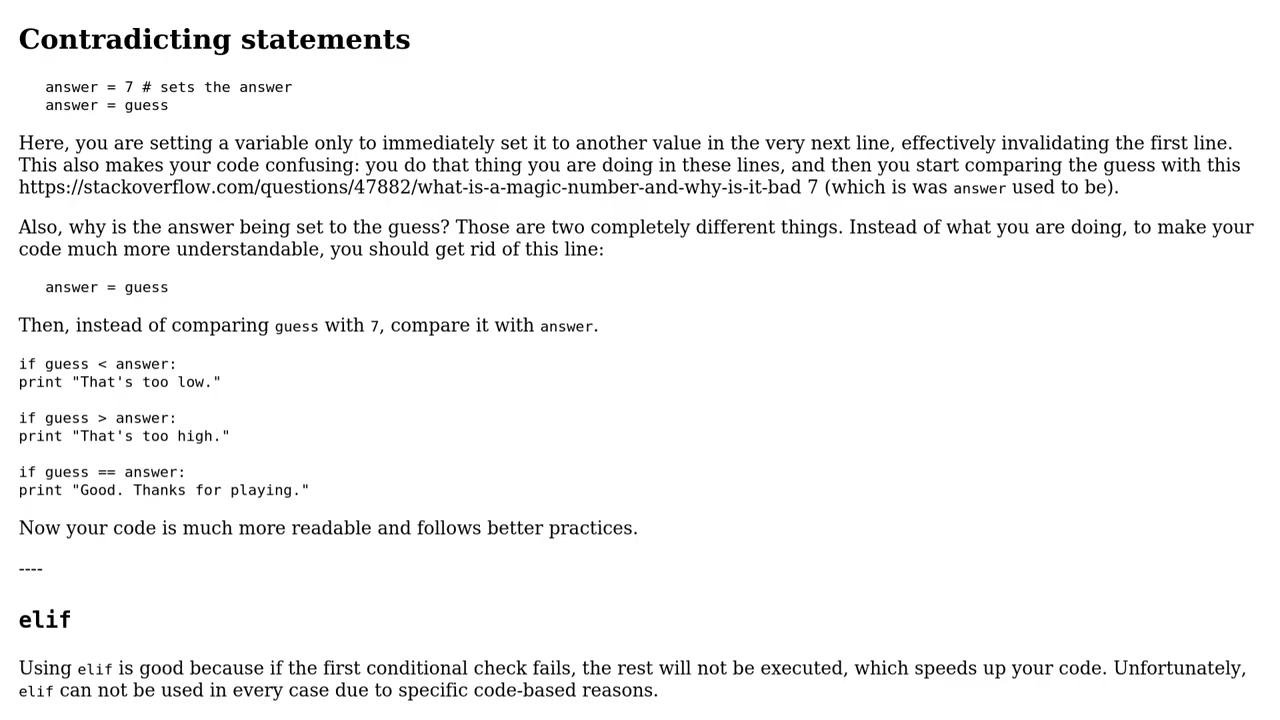 Contradicting statements
answer = 7 # sets the answer
answer = guess
Here, you are setting a variable only to immediately set it to another value in the very next line, effectively invalidating the first line.
This also makes your code confusing: you do that thing you are doing in these lines, and then you start comparing the guess with this
https://stackoverflow.com/questions/47882/what-is-a-magic-number-and-why-is-it-bad 7 (which is was answer used to be).
Also, why is the answer being set to the guess? Those are two completely different things. Instead of what you are doing, to make your
code much more understandable, you should get rid of this line:
answer = guess
Then, instead of comparing guess with 7, compare it with answer.
if guess < answer:
print "That's too low."
if guess > answer:
print "That's too high."
if guess == answer:
print "Good. Thanks for playing."
Now your code is much more readable and follows better practices.
----
elif
Using elif is good because if the first conditional check fails, the rest will not be executed, which speeds up your code. Unfortunately,
elif can not be used in every case due to specific code-based reasons.